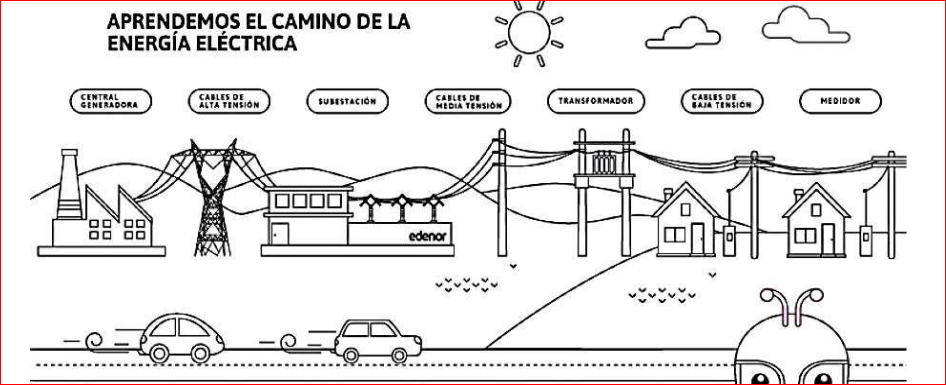 APRENDEMOS EL CAMINO DE LA
ENERGÍA ELÉCTRICA
CENTRAL
GENERADORA
CABLES DE
ALTA TENSIÓN
SUBESTACIÓN
CABLES DE
MEDIA TENSIÓN
TRANSFORMADOR
CABLES DE
BAJA TENSIÓN
MEDIDOR
edenor